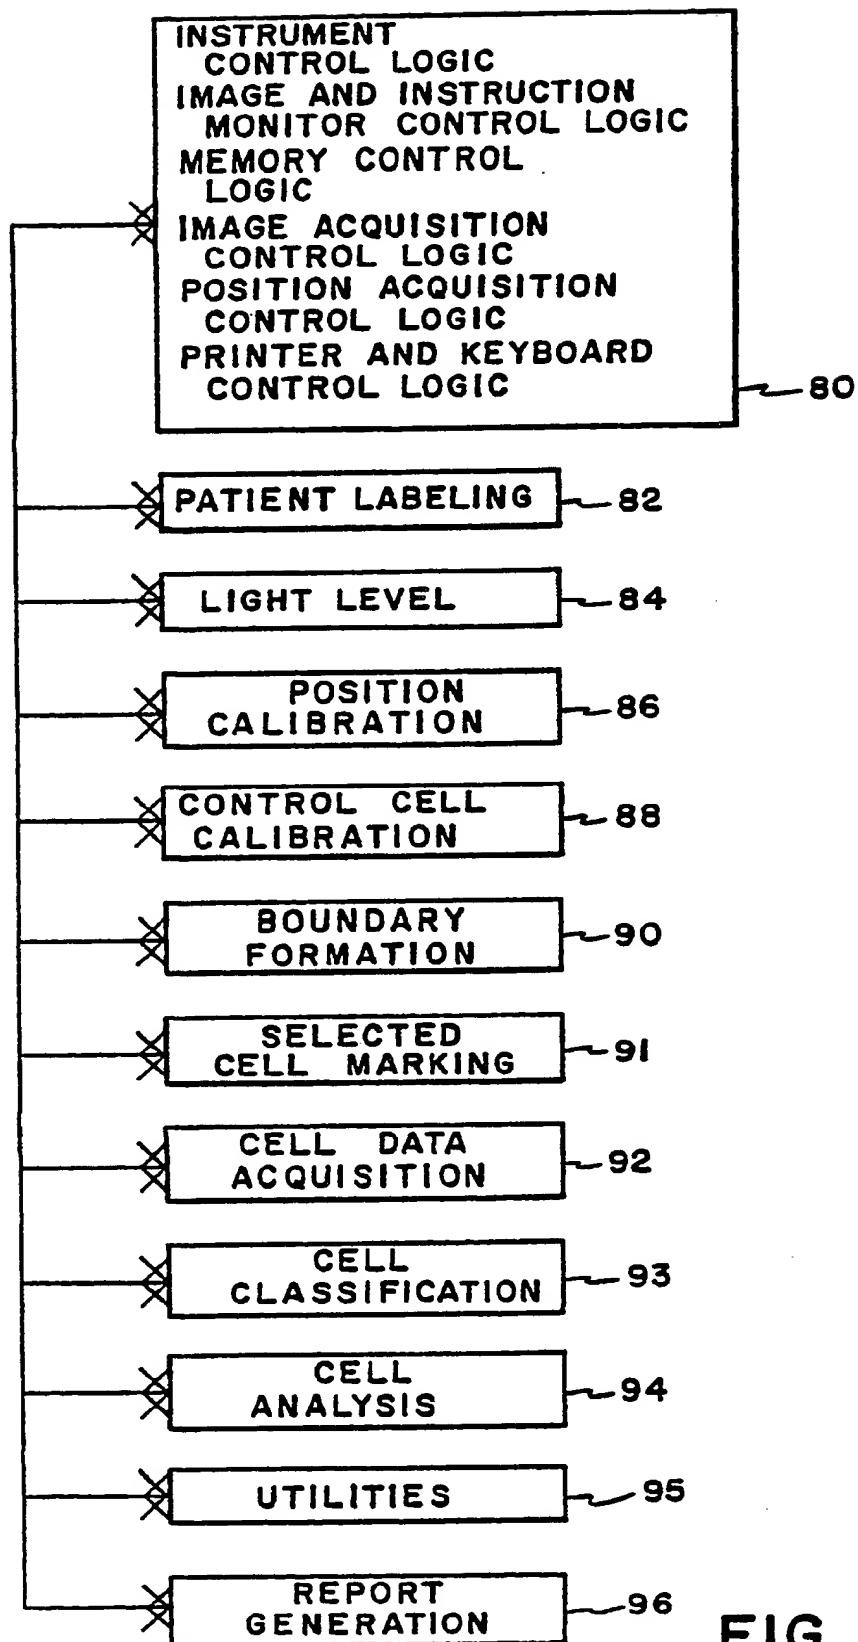 INSTRUMENT
CONTROL LOGIC
IMAGE AND INSTRUCTION
MONITOR CONTROL LOGIC
MEMORY CONTROL
LOGIC
IMAGE ACQUISITION
CONTROL LOGIC
POSITION ACQUISITION
CONTROL LOGIC
PRINTER AND KEYBOARD
CONTROL LOGIC
80
PATIENT LABELING 82
LIGHT LEVEL 84
POSITION
CALIBRATION 86
CONTROL CELL
CALIBRATION 88
BOUNDARY
FORMATION 90
SELECTED
CELL MARKING 91
CELL DATA
ACQUISITION 92
CELL
CLASSIFICATION 93
CELL
ANALYSIS 94
UTILITIES 95
REPORT
GENERATION 96
FIG